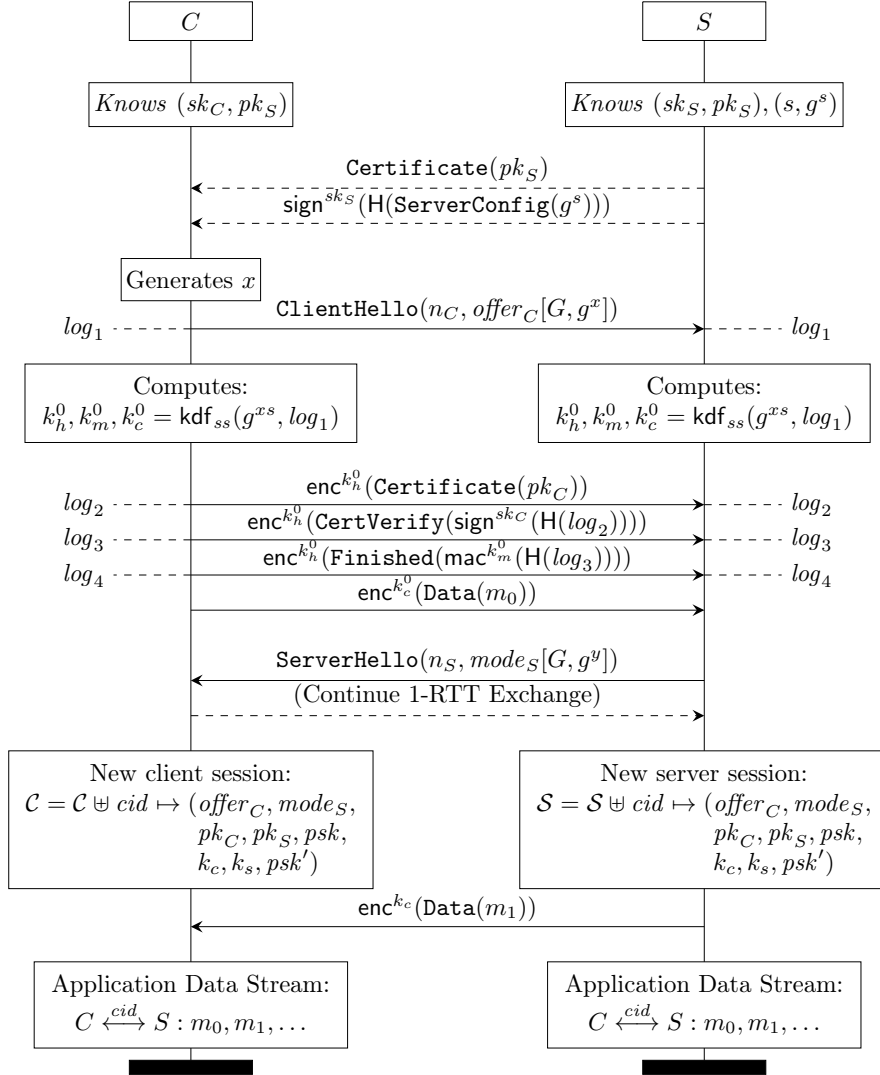 C S
Knows (sk_C, pk_S) Knows (sk_S, pk_S), (s, g^s)
Certificate(pk_S)
sign^{sk_S}(H(ServerConfig(g^s)))
Generates x
ClientHello(n_C, offer_C[G, g^x])
log_1 log_1
Computes: Computes:
k_h^0, k_m^0, k_c^0 = kdf_{ss}(g^{xs}, log_1) k_h^0, k_m^0, k_c^0 = kdf_{ss}(g^{xs}, log_1)
enc^{k_h^0}(Certificate(pk_C))
log_2 log_2
enc^{k_h^0}(CertVerify(sign^{sk_C}(H(log_2))))
log_3 log_3
enc^{k_h^0}(Finished(mac^{k_m^0}(H(log_3))))
log_4 log_4
enc^{k_c^0}(Data(m_0))
ServerHello(n_S, mode_S[G, g^y])
(Continue 1-RTT Exchange)
New client session: New server session:
𝒞 = 𝒞 ⊎ cid ↦ (offer_C, mode_S, 𝒮 = 𝒮 ⊎ cid ↦ (offer_C, mode_S,
pk_C, pk_S, psk, pk_C, pk_S, psk,
k_c, k_s, psk′) k_c, k_s, psk′)
enc^{k_c}(Data(m_1))
Application Data Stream: Application Data Stream:
C ⟷^{cid} S : m_0, m_1, … C ⟷^{cid} S : m_0, m_1, …